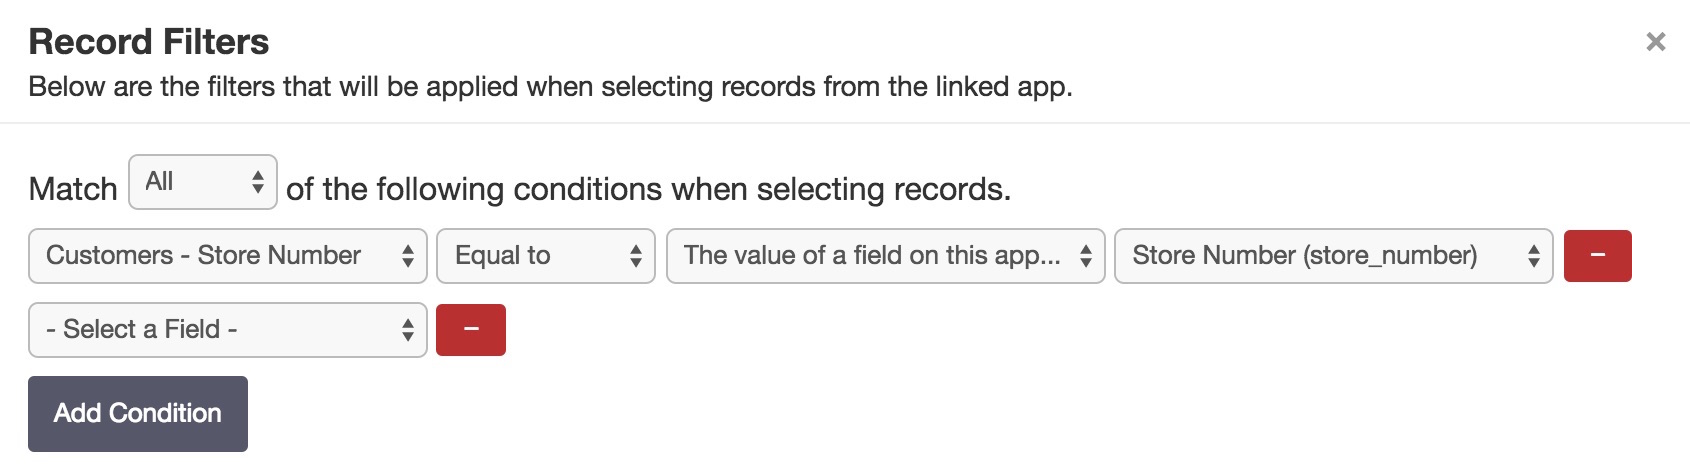 Record Filters
×
Below are the filters that will be applied when selecting records from the linked app.
Match All of the following conditions when selecting records.
Customers - Store Number Equal to The value of a field on this app... Store Number (store_number) −
- Select a Field - −
Add Condition